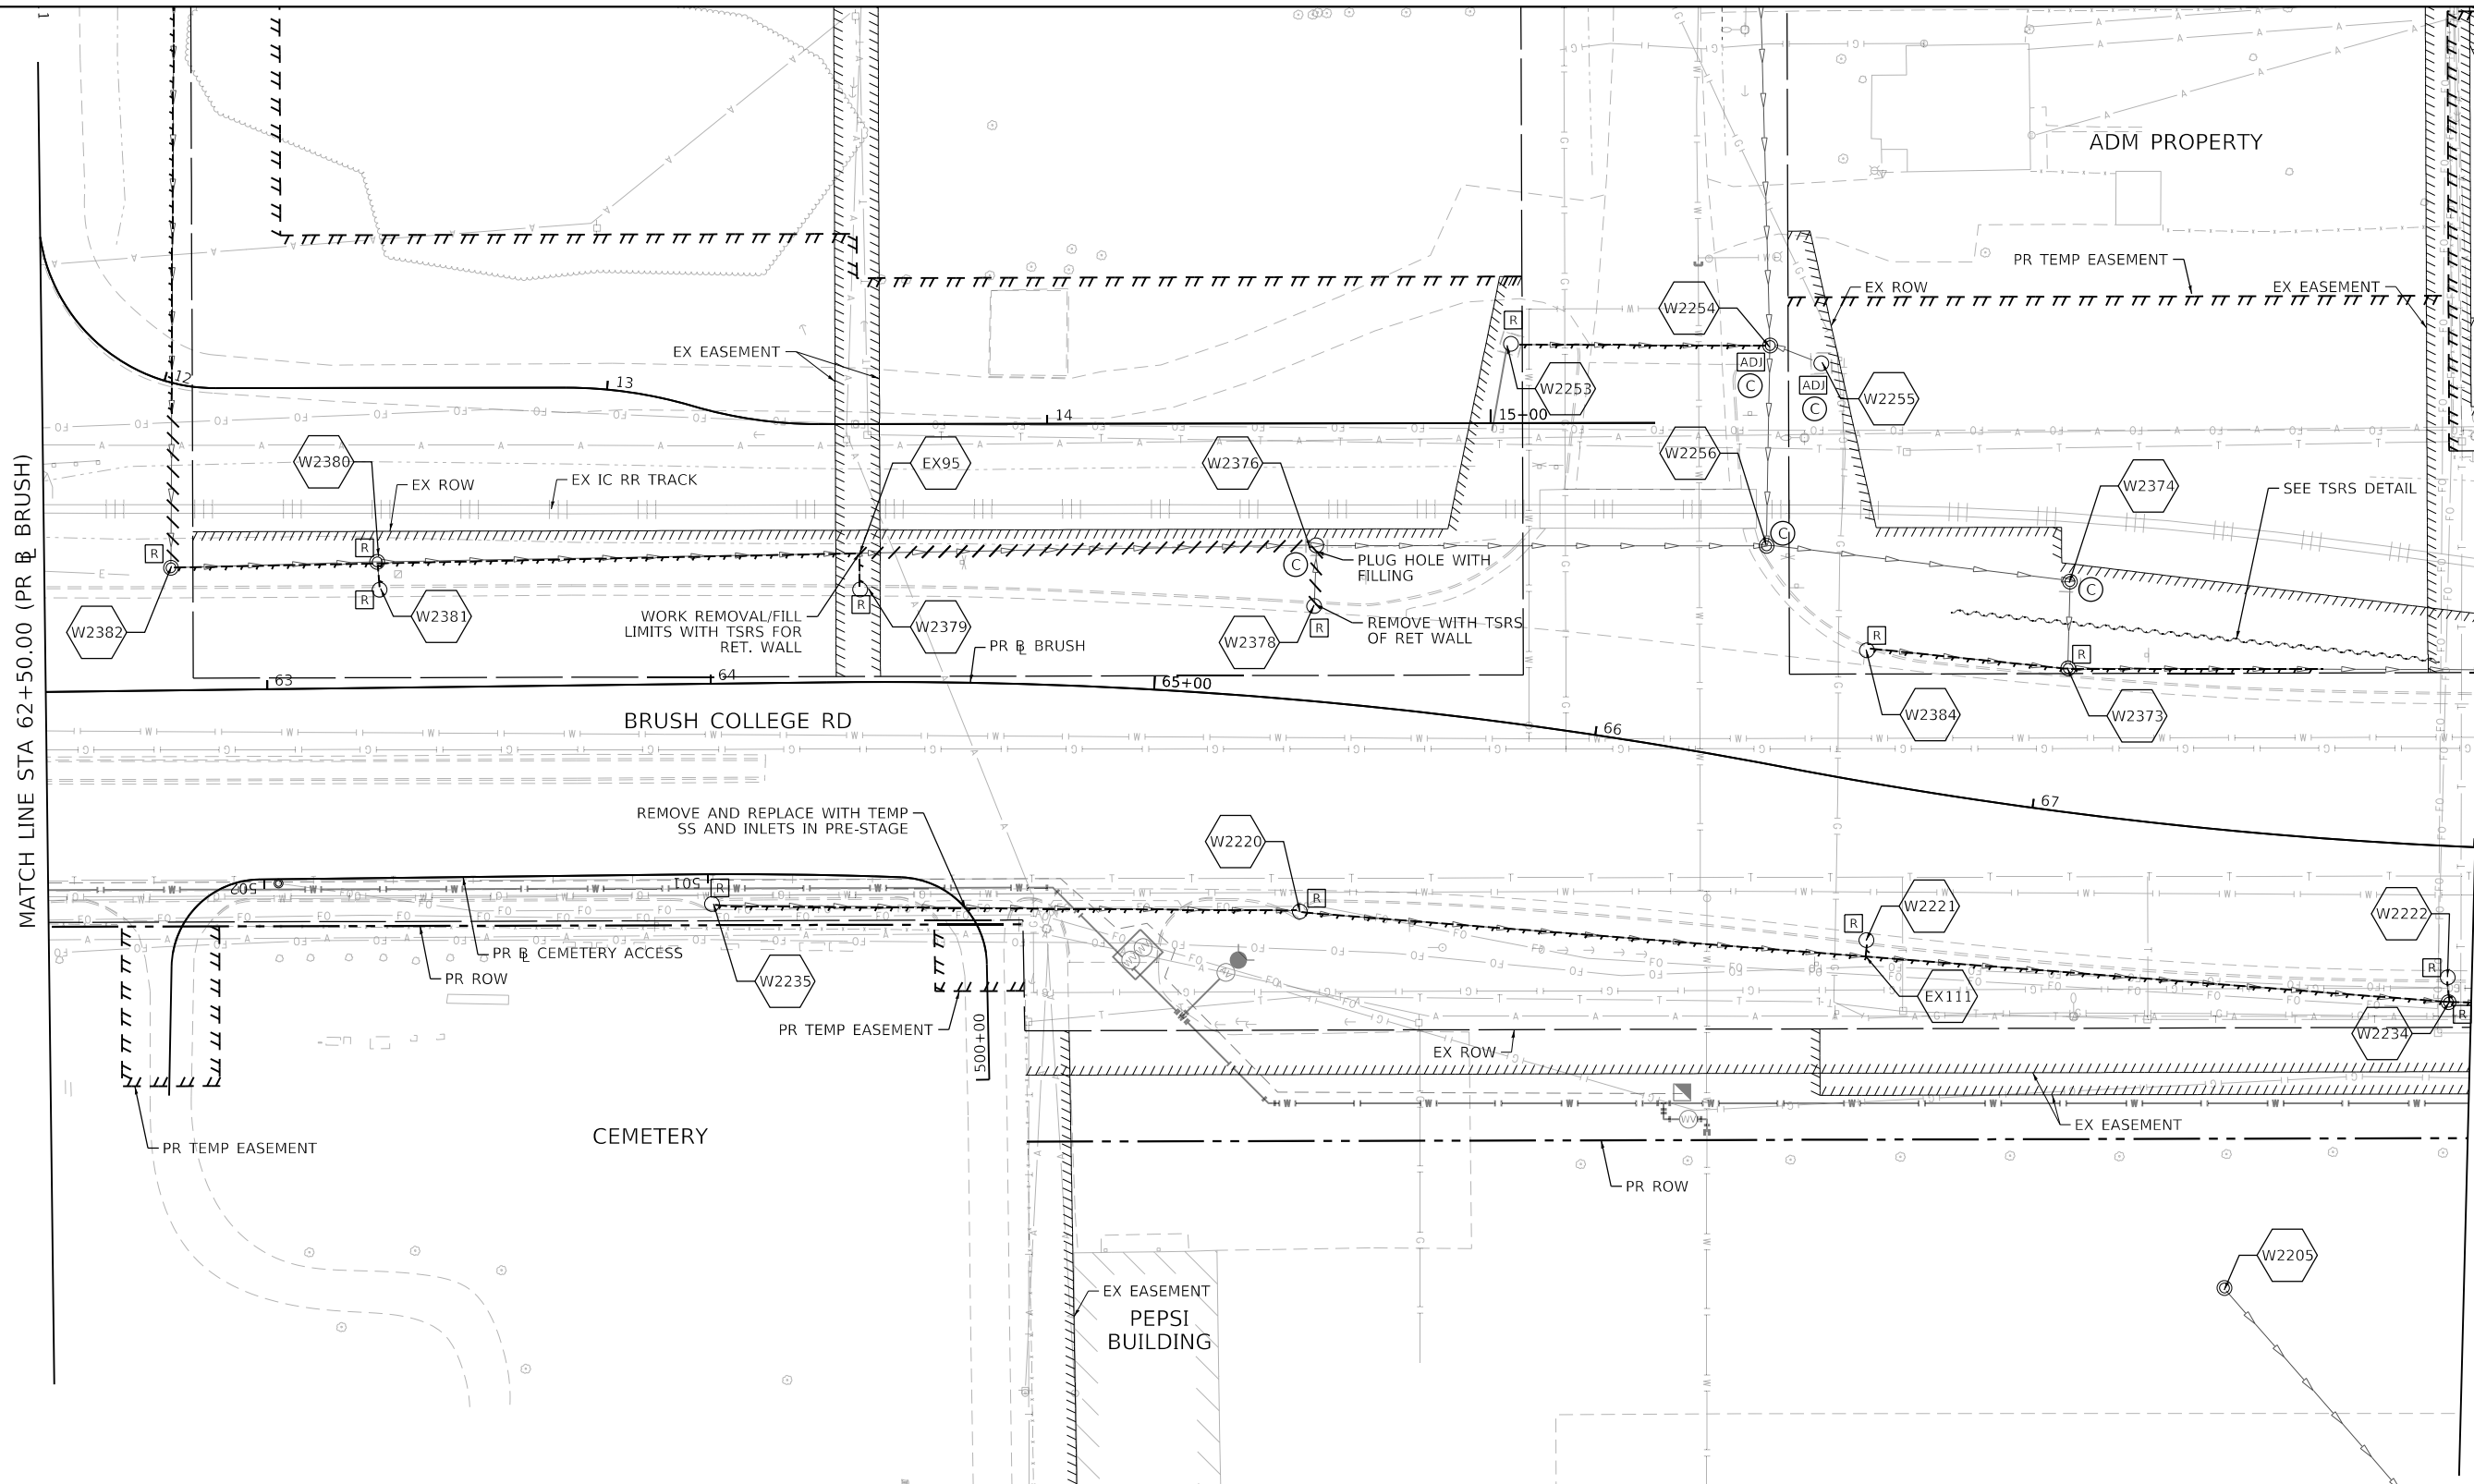 ADM PROPERTY
PR TEMP EASEMENT
EX ROW
EX EASEMENT
W2254
ADJ
C
ADJ
C
W2255
R
W2253
EX EASEMENT
12
13
14
15+00
W2380
EX ROW
EX IC RR TRACK
EX95
W2376
W2256
C
W2374
SEE TSRS DETAIL
R
R
R
C
PLUG HOLE WITH
FILLING
C
W2382
W2381
R
WORK REMOVAL/FILL
LIMITS WITH TSRS FOR
RET. WALL
W2379
W2378
R
REMOVE WITH TSRS
OF RET WALL
PR BL BRUSH
R
R
W2384
W2373
MATCH LINE STA 62+50.00 (PR BL BRUSH)
63
64
65+00
66
67
BRUSH COLLEGE RD
REMOVE AND REPLACE WITH TEMP
SS AND INLETS IN PRE-STAGE
W2220
R
502
501
R
W2235
PR BL CEMETERY ACCESS
PR ROW
PR TEMP EASEMENT
500+00
W2221
R
EX111
W2222
R
R
W2234
EX ROW
EX EASEMENT
PR TEMP EASEMENT
CEMETERY
PR ROW
EX EASEMENT
PEPSI
BUILDING
W2205